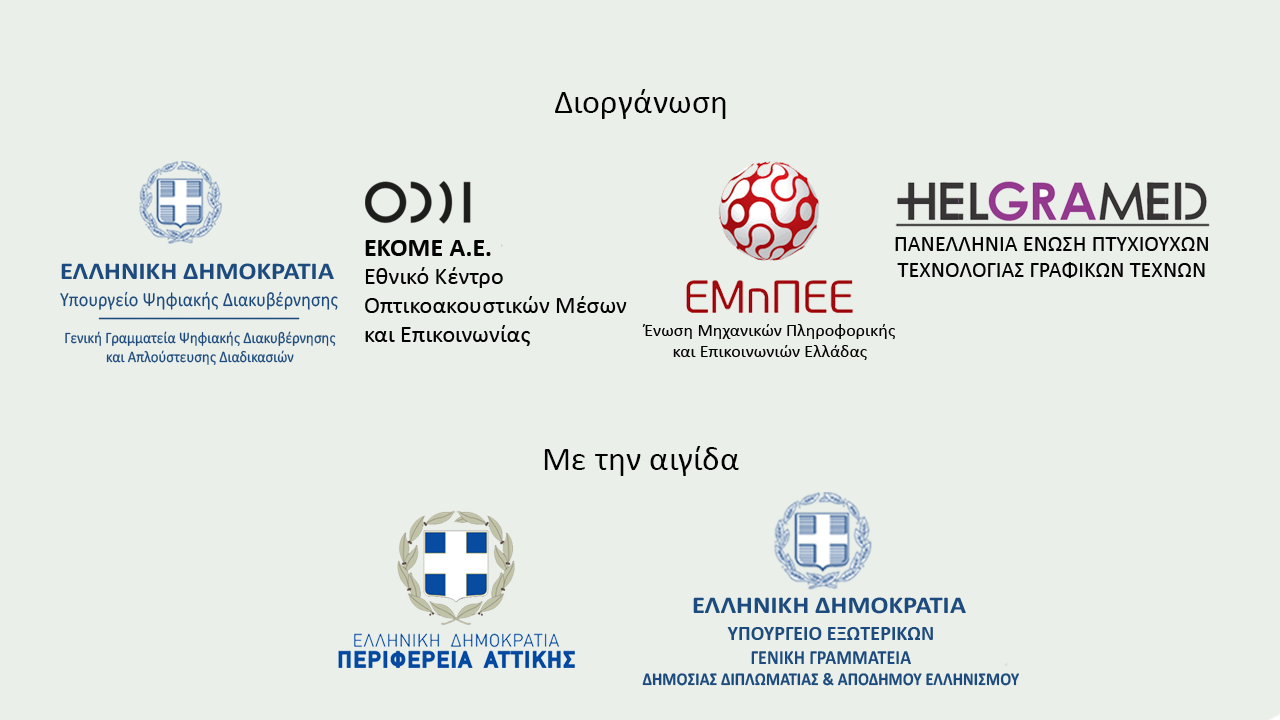 Διοργάνωση
ΕΛΛΗΝΙΚΗ ΔΗΜΟΚΡΑΤΙΑ
Υπουργείο Ψηφιακής Διακυβέρνησης
Γενική Γραμματεία Ψηφιακής Διακυβέρνησης
και Απλούστευσης Διαδικασιών
ΕΚΟΜΕ Α.Ε.
Εθνικό Κέντρο
Οπτικοακουστικών Μέσων
και Επικοινωνίας
ΕΜηΠΕΕ
Ένωση Μηχανικών Πληροφορικής
και Επικοινωνιών Ελλάδας
HELGRAMED
ΠΑΝΕΛΛΗΝΙΑ ΕΝΩΣΗ ΠΤΥΧΙΟΥΧΩΝ
ΤΕΧΝΟΛΟΓΙΑΣ ΓΡΑΦΙΚΩΝ ΤΕΧΝΩΝ
Με την αιγίδα
ΕΛΛΗΝΙΚΗ ΔΗΜΟΚΡΑΤΙΑ
ΠΕΡΙΦΕΡΕΙΑ ΑΤΤΙΚΗΣ
ΕΛΛΗΝΙΚΗ ΔΗΜΟΚΡΑΤΙΑ
ΥΠΟΥΡΓΕΙΟ ΕΞΩΤΕΡΙΚΩΝ
ΓΕΝΙΚΗ ΓΡΑΜΜΑΤΕΙΑ
ΔΗΜΟΣΙΑΣ ΔΙΠΛΩΜΑΤΙΑΣ & ΑΠΟΔΗΜΟΥ ΕΛΛΗΝΙΣΜΟΥ